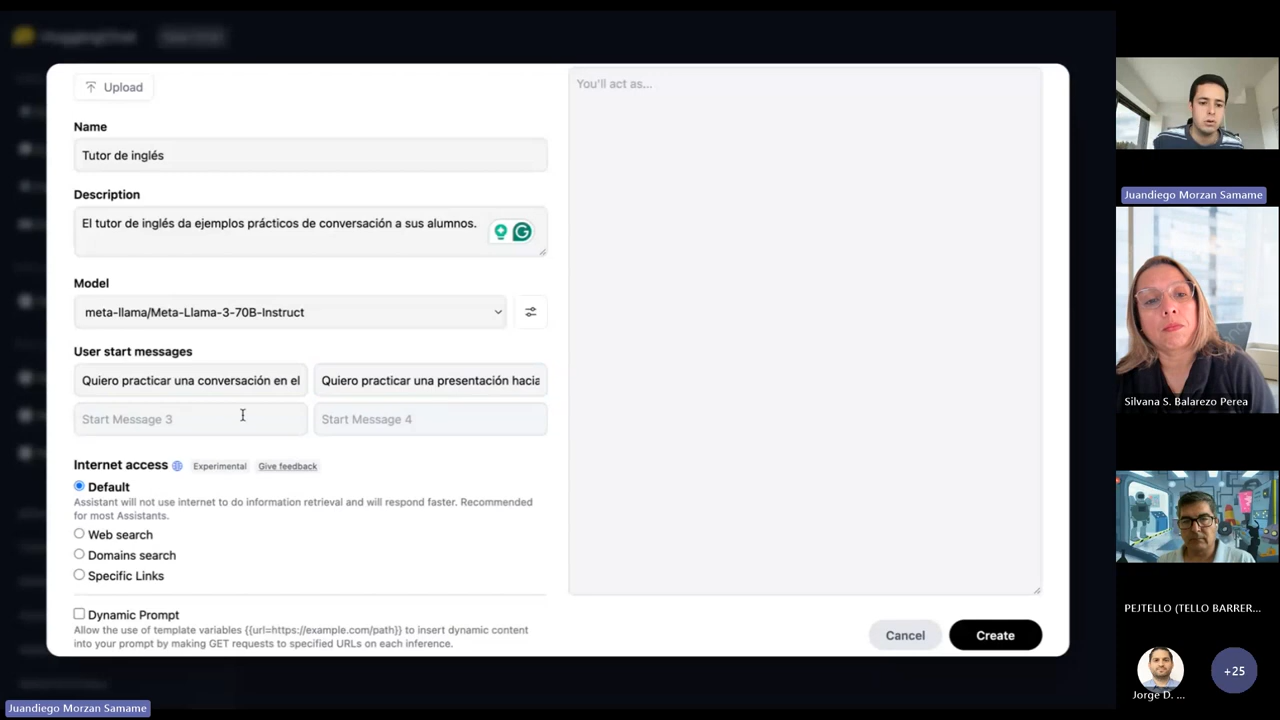 Upload
Name
Tutor de inglés
Description
El tutor de inglés da ejemplos prácticos de conversación a sus alumnos.
Model
meta-llama/Meta-Llama-3-70B-Instruct
User start messages
Quiero practicar una conversación en el
Quiero practicar una presentación hacia
Start Message 3
Start Message 4
Internet access
Experimental
Give feedback
Default
Assistant will not use internet to do information retrieval and will respond faster. Recommended
for most Assistants.
Web search
Domains search
Specific Links
Dynamic Prompt
Allow the use of template variables {{url=https://example.com/path}} to insert dynamic content
into your prompt by making GET requests to specified URLs on each inference.
You'll act as...
Cancel
Create
Juandiego Morzan Samame
Silvana S. Balarezo Perea
PEJTELLO (TELLO BARRER...
Jorge D. ...
+25
Juandiego Morzan Samame